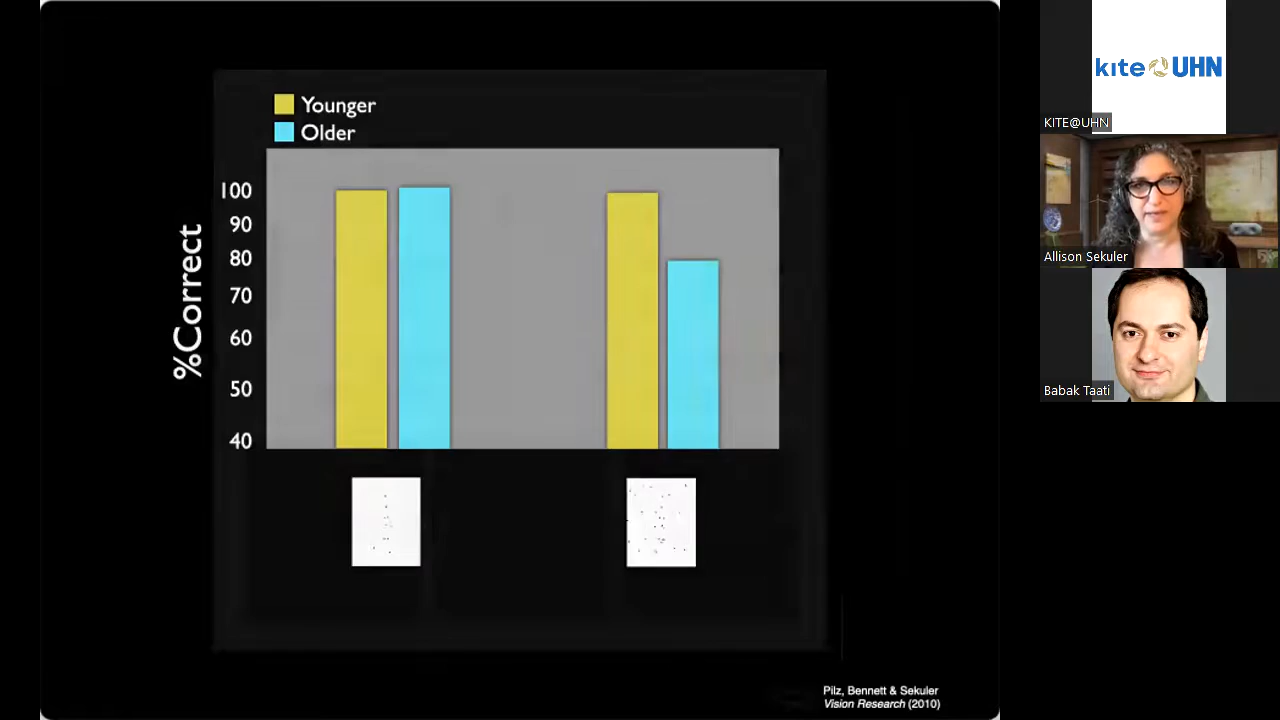 Younger
Older
%Correct
100
90
80
70
60
50
40
Pilz, Bennett & Sekuler
Vision Research (2010)
kite UHN
KITE@UHN
Allison Sekuler
Babak Taati